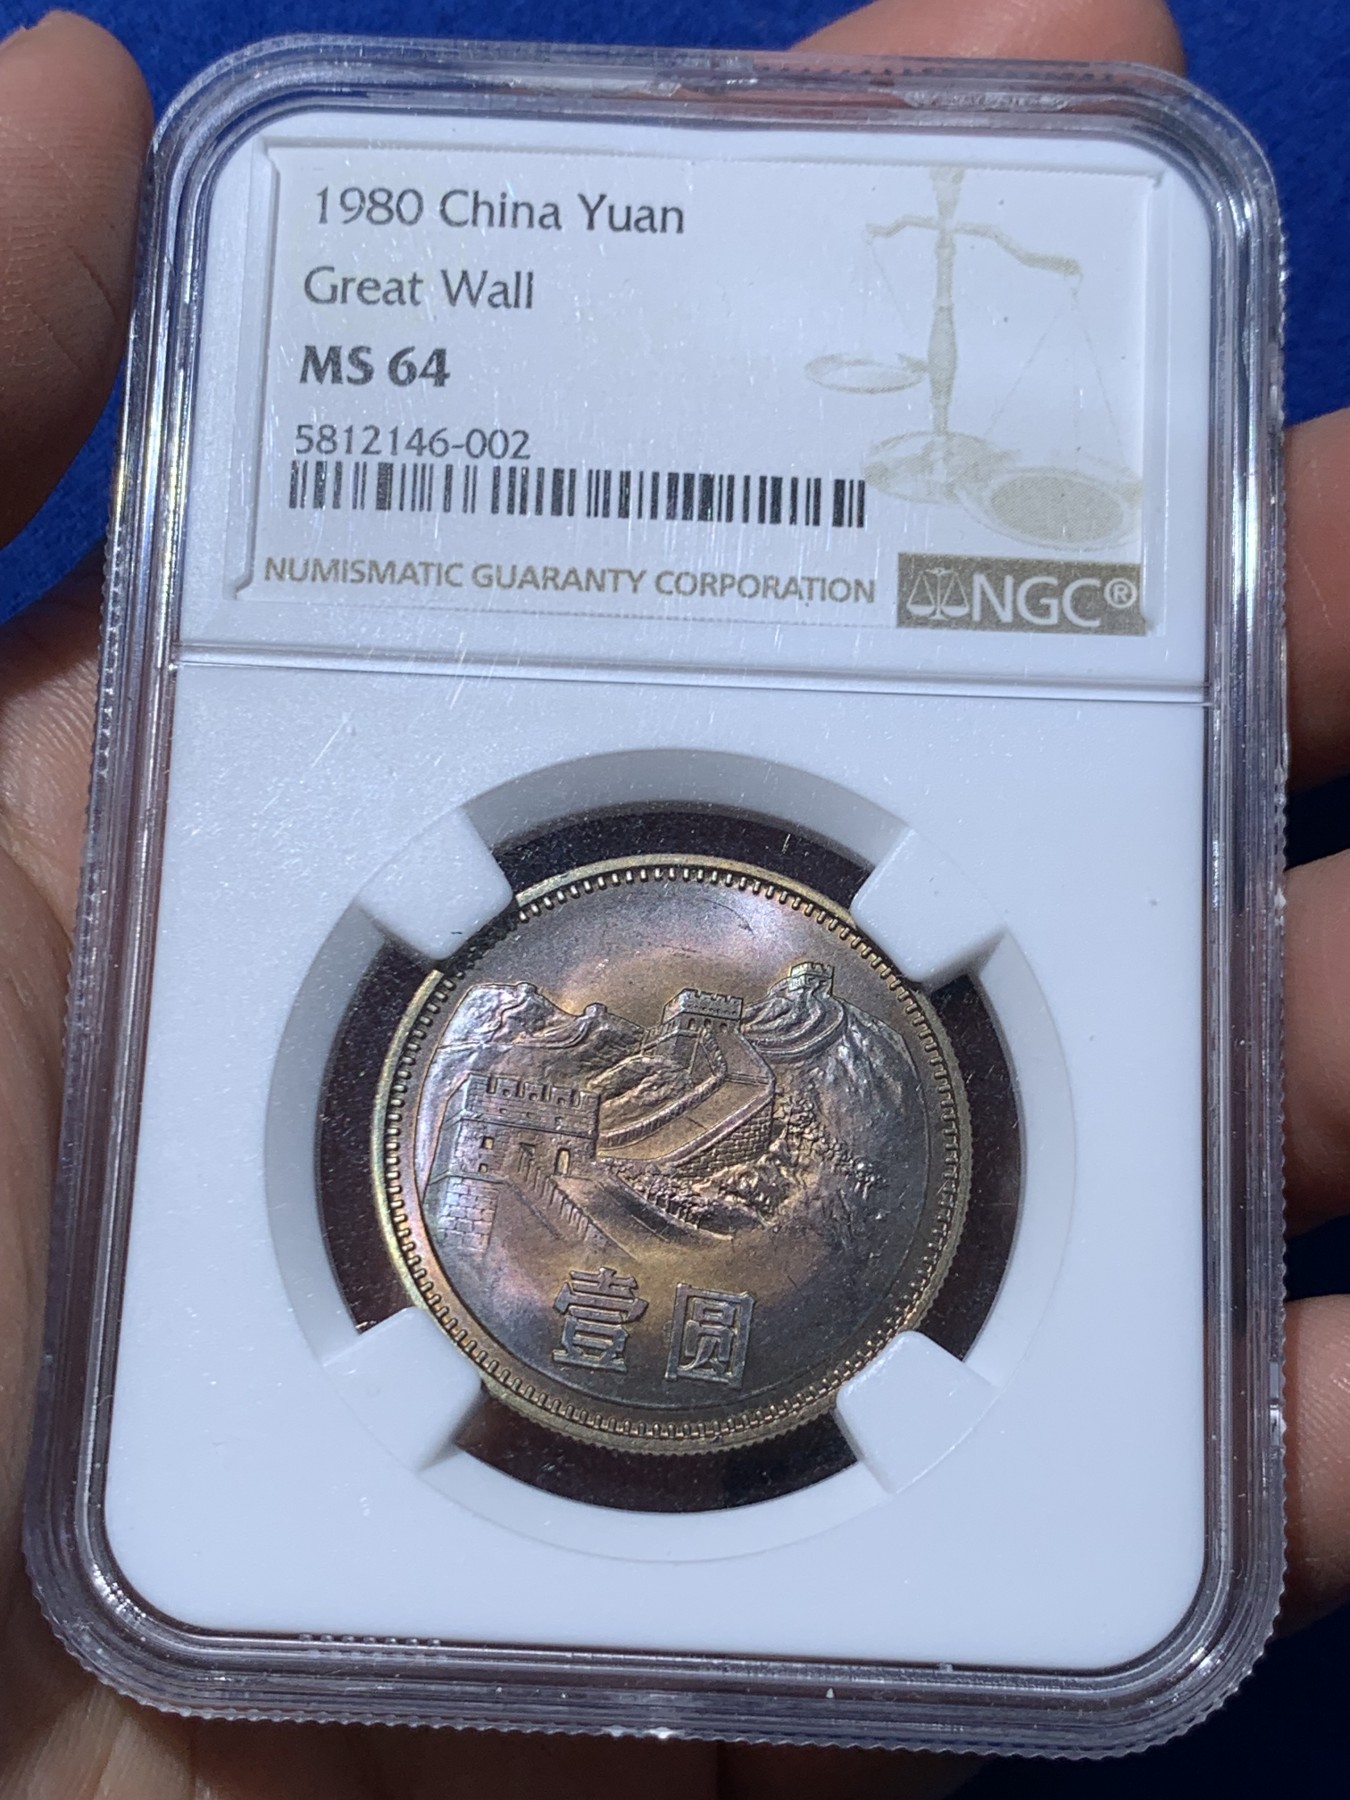 1980 China Yuan
Great Wall
MS 64
5812146-002
NUMISMATIC GUARANTY CORPORATION NGC®
壹圆